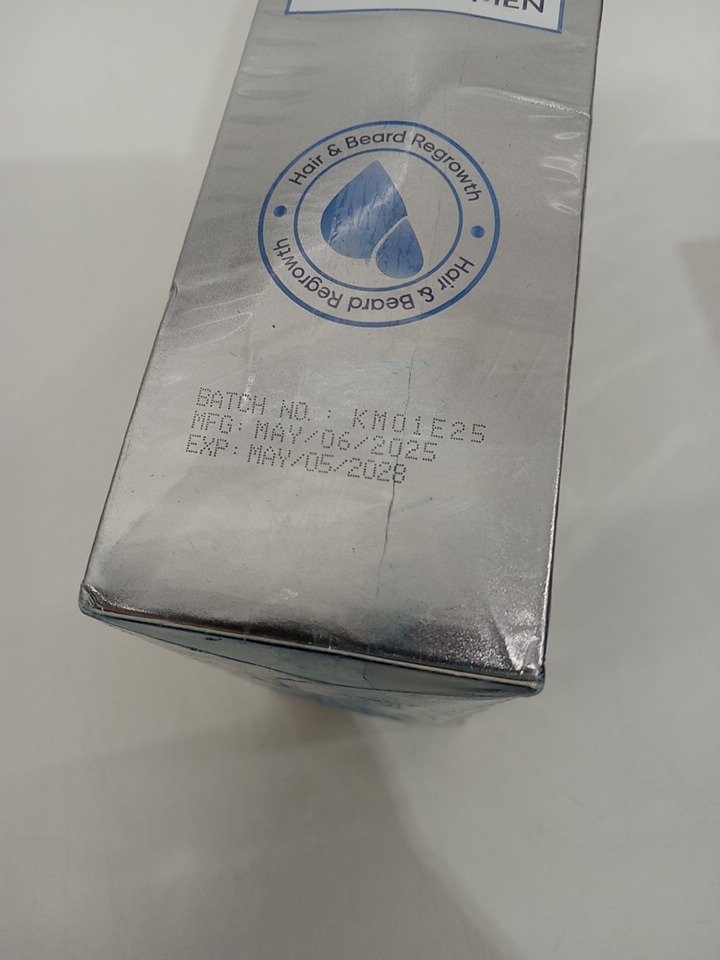 MEN
Hair & Beard Regrowth
Hair & Beard Regrowth
BATCH NO.: KM01E25
MFG: MAY/06/2025
EXP: MAY/05/2028